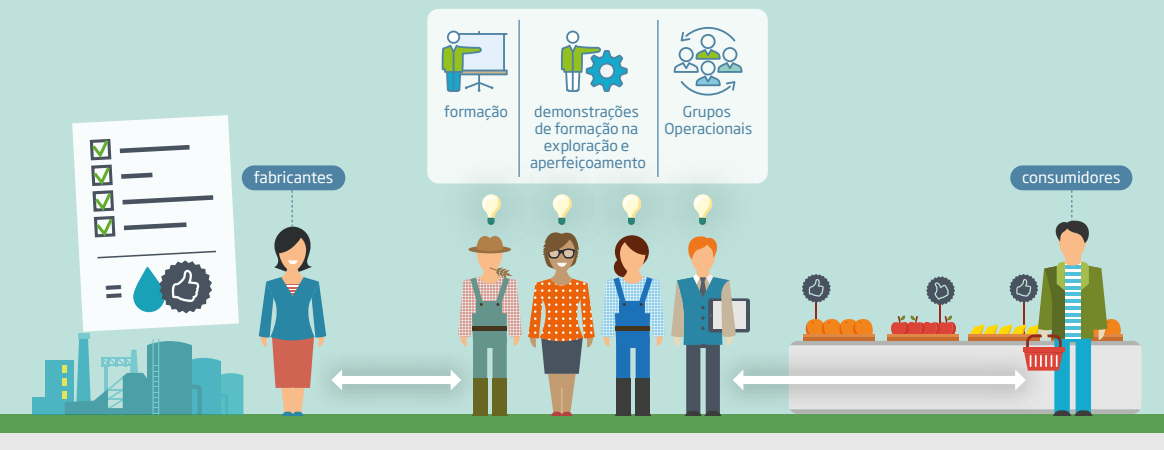 formação
demonstrações
de formação na
exploração e
aperfeiçoamento
Grupos
Operacionais
fabricantes
consumidores